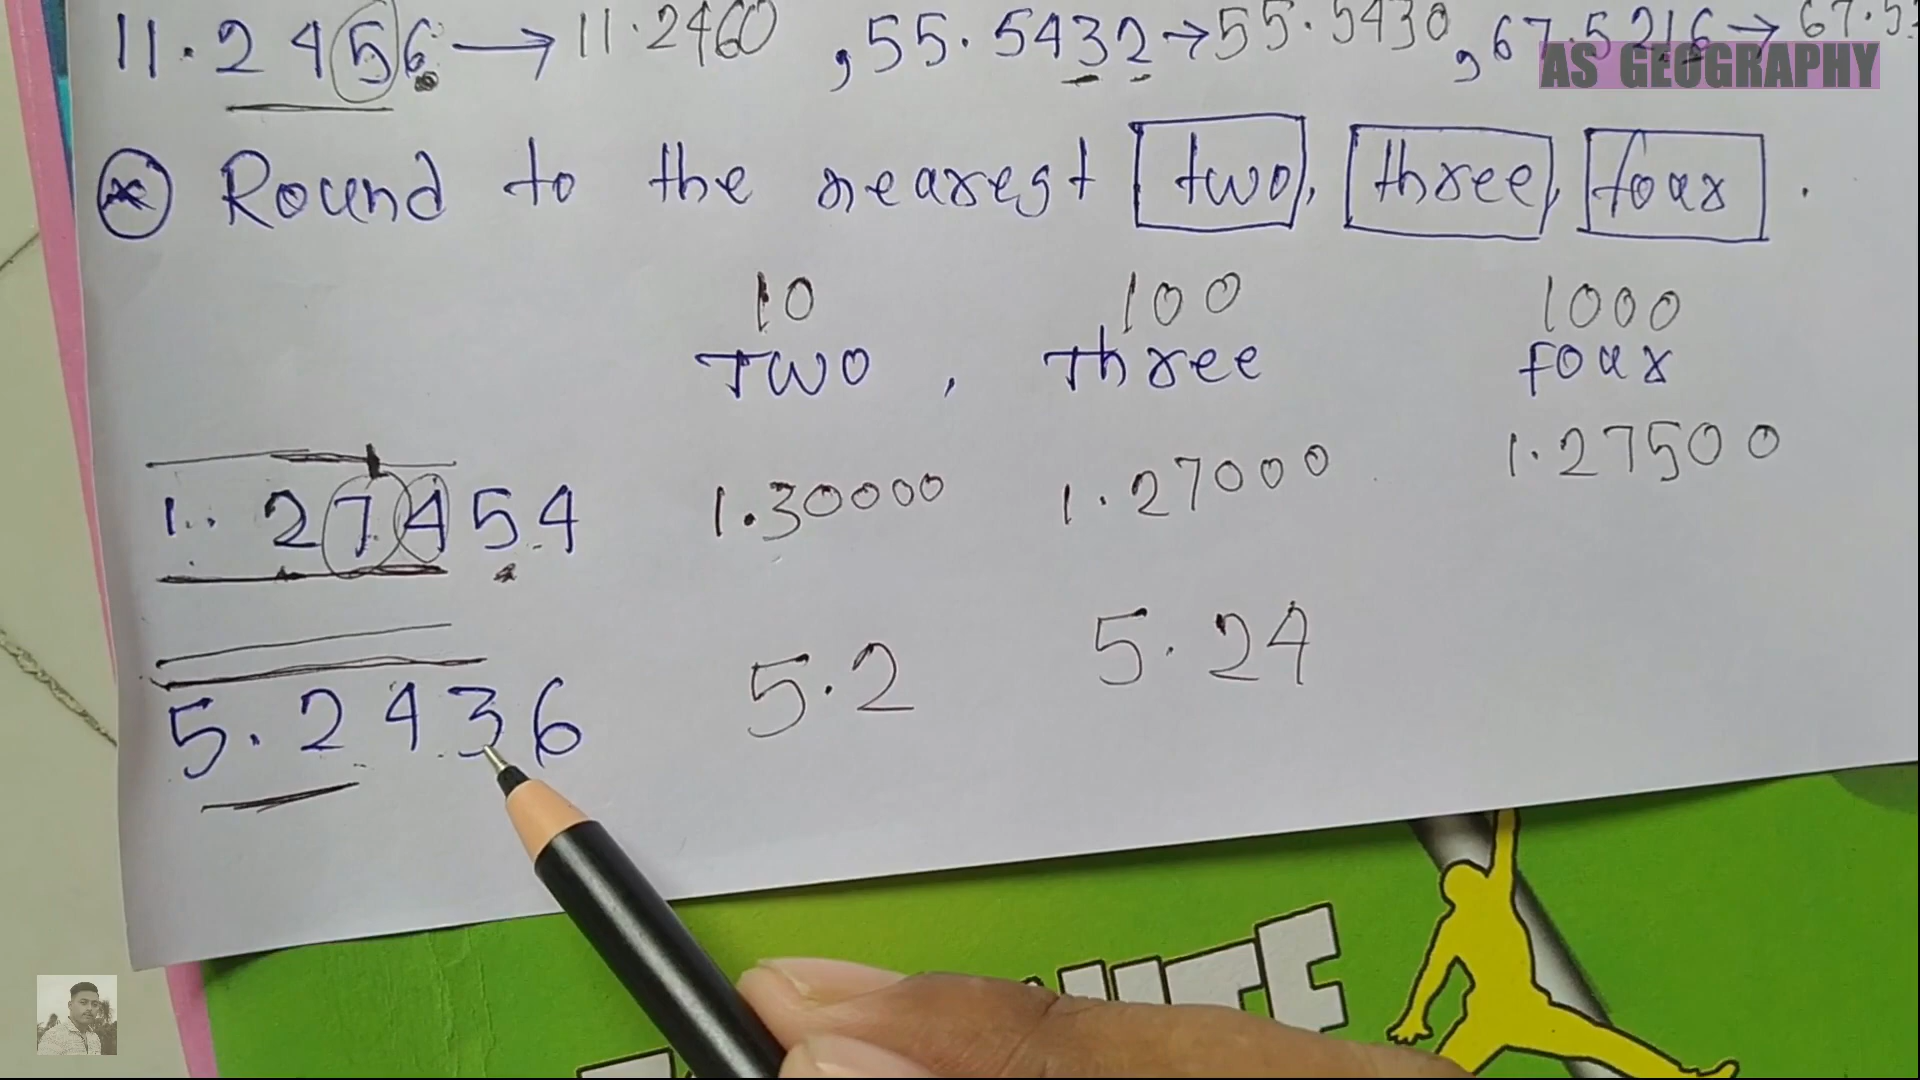 11.2456 → 11.2460 , 55.5432 → 55.5430 , 67.5216 → 67.5
AS GEOGRAPHY
Round to the nearest two, three, four.
10 100 1000
TWO , Three Four
1.27454 1.30000 1.27000 1.27500
5.2436 5.2 5.24